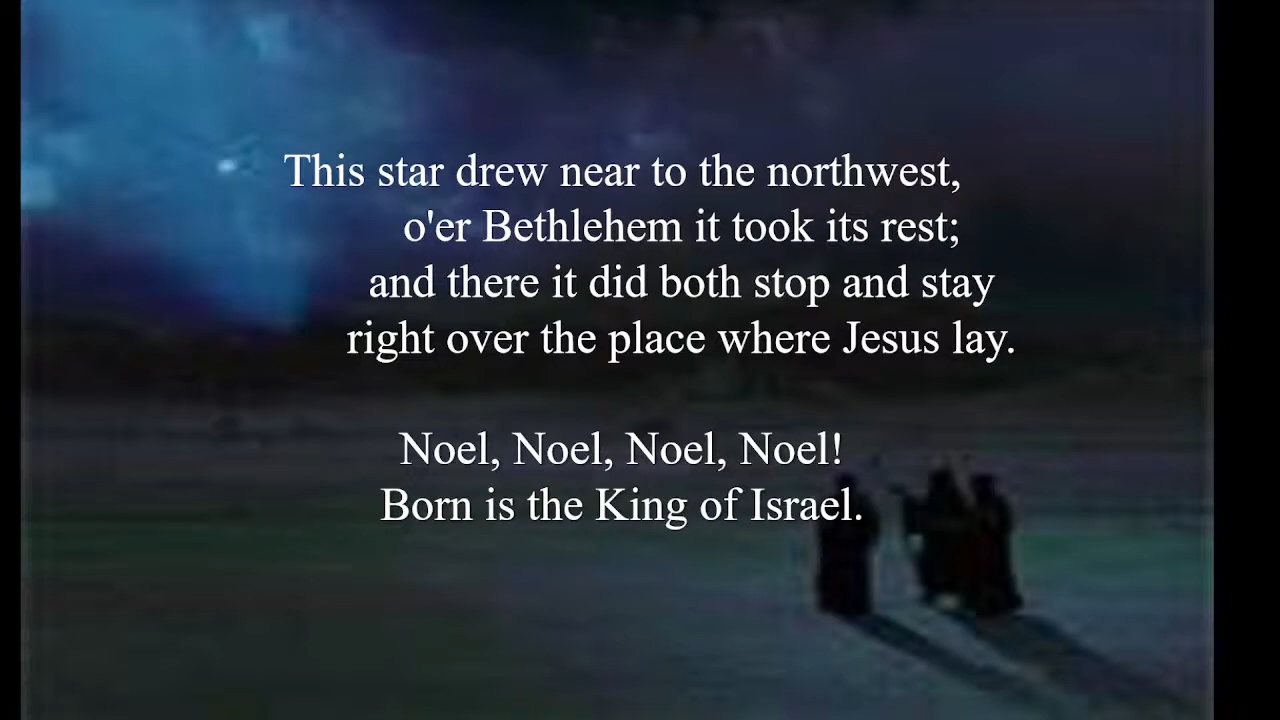 This star drew near to the northwest,
o'er Bethlehem it took its rest;
and there it did both stop and stay
right over the place where Jesus lay.
Noel, Noel, Noel, Noel!
Born is the King of Israel.